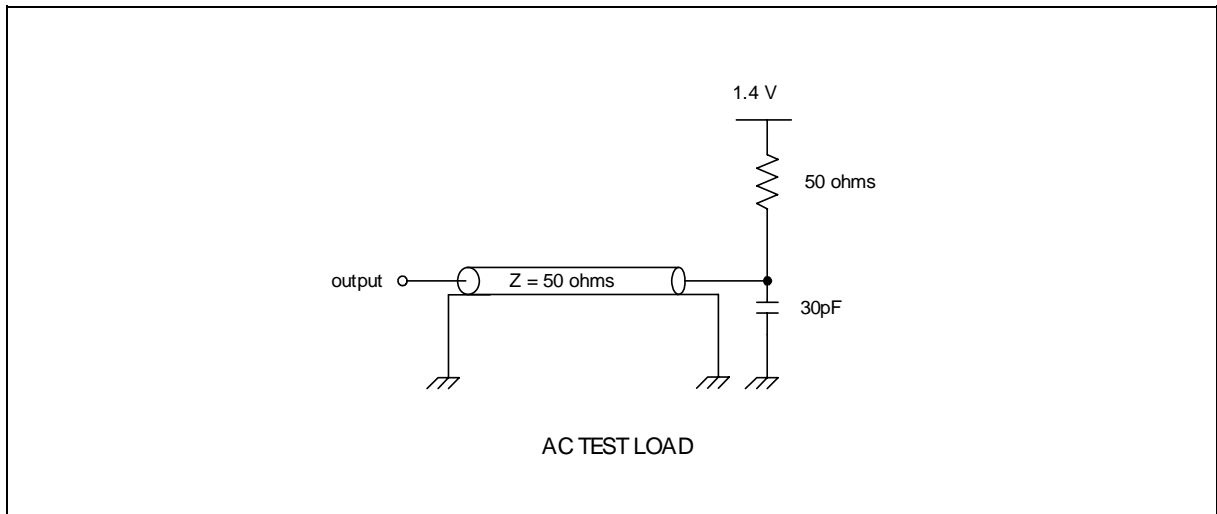 1.4 V
50 ohms
output
Z = 50 ohms
30pF
AC TEST LOAD